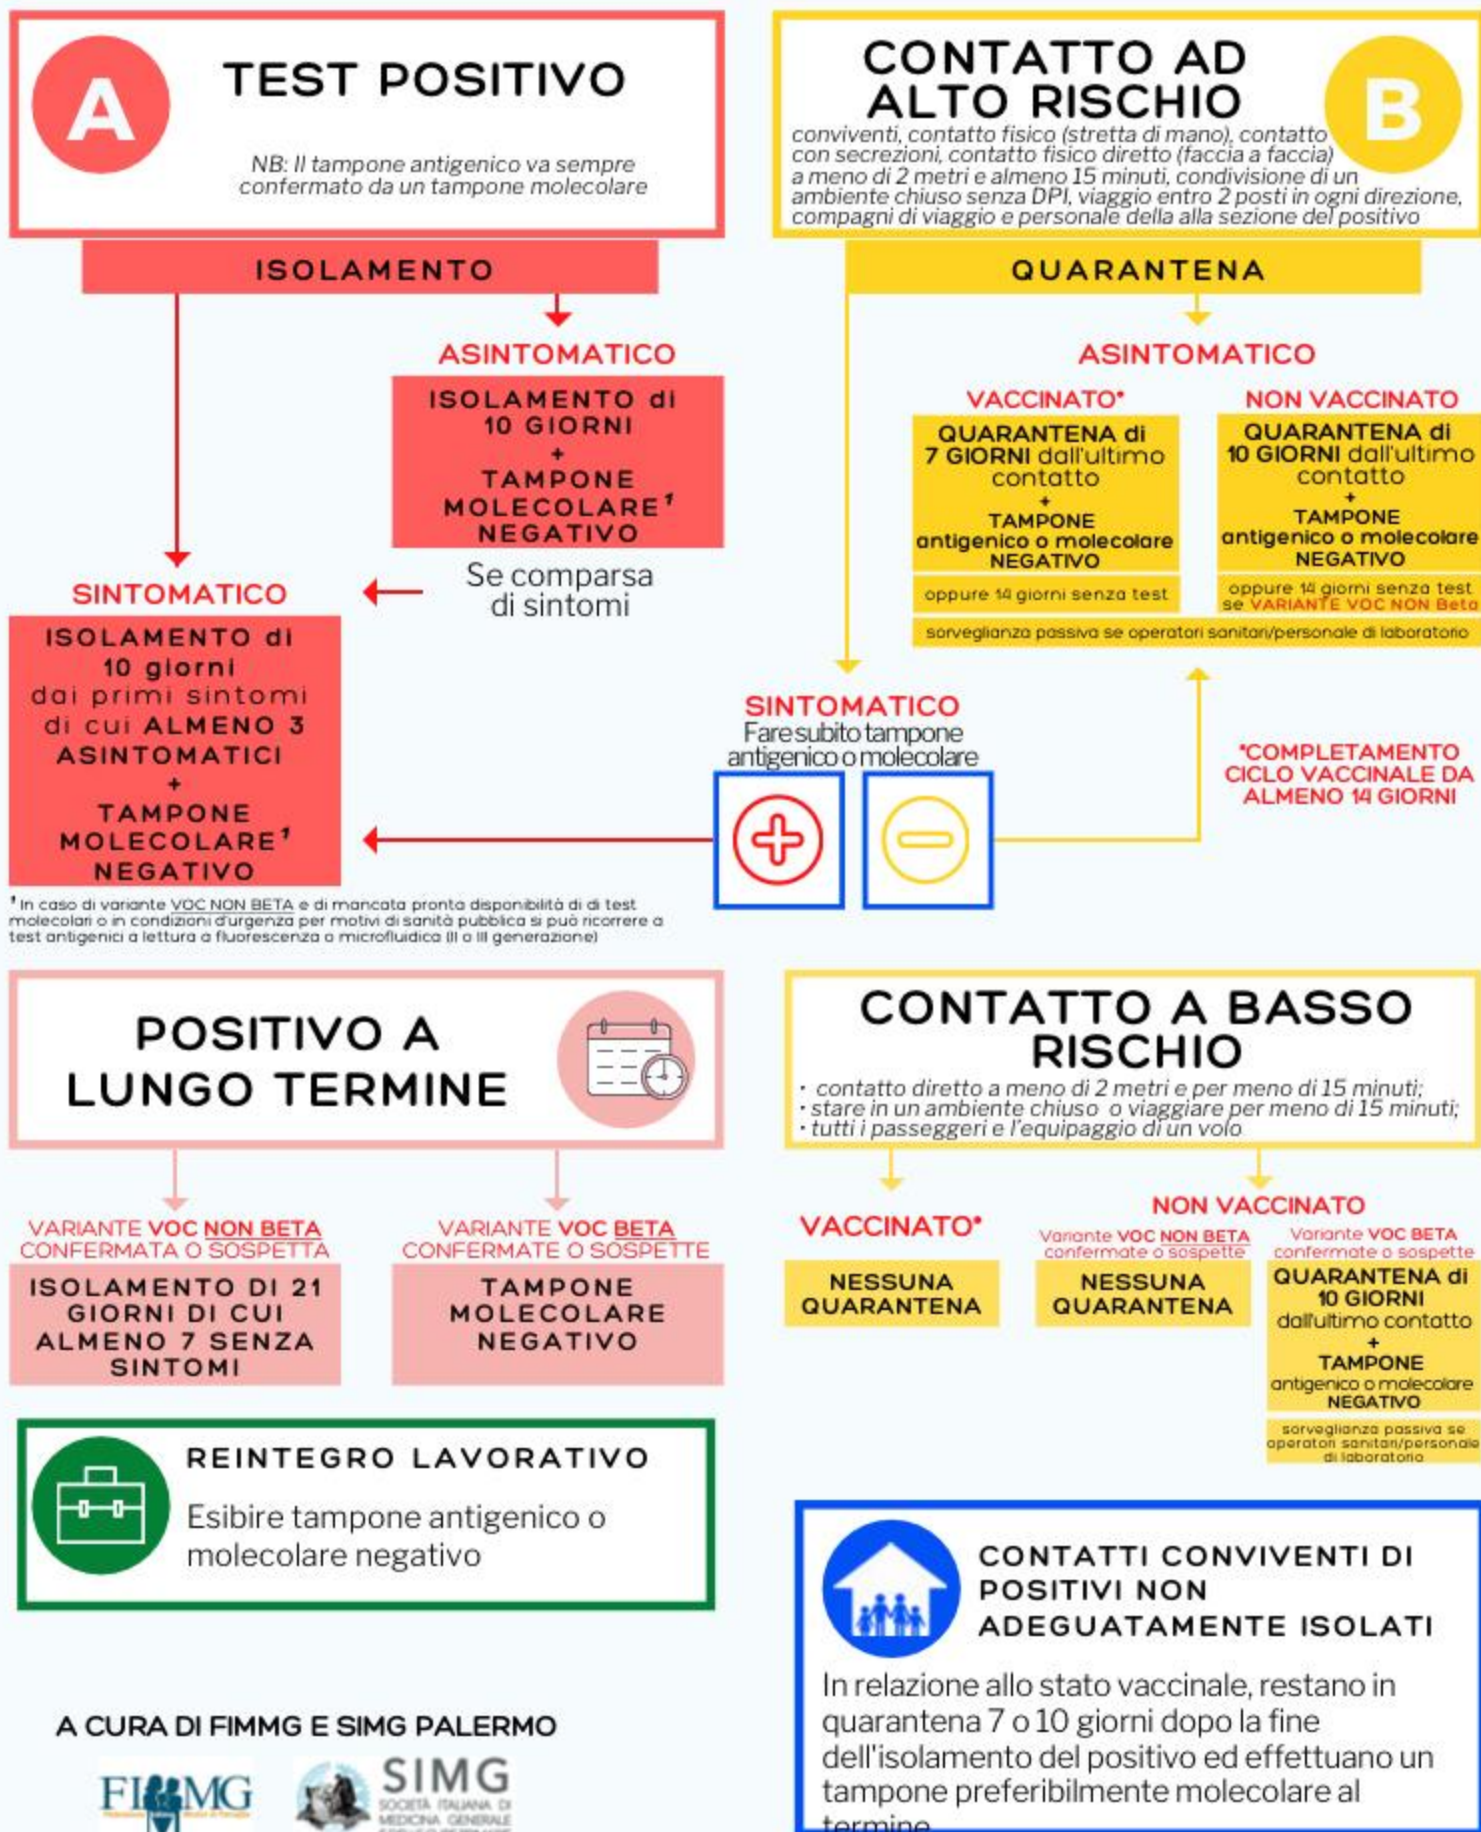 A
TEST POSITIVO
NB: Il tampone antigenico va sempre
confermato da un tampone molecolare
ISOLAMENTO
ASINTOMATICO
ISOLAMENTO di
10 GIORNI
+
TAMPONE
MOLECOLARE¹
NEGATIVO
Se comparsa
di sintomi
SINTOMATICO
ISOLAMENTO di
10 giorni
dai primi sintomi
di cui ALMENO 3
ASINTOMATICI
+
TAMPONE
MOLECOLARE¹
NEGATIVO
¹ In caso di variante VOC NON BETA e di mancata pronta disponibilità di di test
molecolari o in condizioni d'urgenza per motivi di sanità pubblica si può ricorrere a
test antigenici a lettura a fluorescenza o microfluidica (II o III generazione)
CONTATTO AD
ALTO RISCHIO
B
conviventi, contatto fisico (stretta di mano), contatto
con secrezioni, contatto fisico diretto (faccia a faccia)
a meno di 2 metri e almeno 15 minuti, condivisione di un
ambiente chiuso senza DPI, viaggio entro 2 posti in ogni direzione,
compagni di viaggio e personale della alla sezione del positivo
QUARANTENA
ASINTOMATICO
VACCINATO*
QUARANTENA di
7 GIORNI dall'ultimo
contatto
+
TAMPONE
antigenico o molecolare
NEGATIVO
oppure 14 giorni senza test
NON VACCINATO
QUARANTENA di
10 GIORNI dall'ultimo
contatto
+
TAMPONE
antigenico o molecolare
NEGATIVO
oppure 14 giorni senza test
se VARIANTE VOC NON Beta
sorveglianza passiva se operatori sanitari/personale di laboratorio
SINTOMATICO
Fare subito tampone
antigenico o molecolare
*COMPLETAMENTO
CICLO VACCINALE DA
ALMENO 14 GIORNI
POSITIVO A
LUNGO TERMINE
VARIANTE VOC NON BETA
CONFERMATA O SOSPETTA
ISOLAMENTO DI 21
GIORNI DI CUI
ALMENO 7 SENZA
SINTOMI
VARIANTE VOC BETA
CONFERMATE O SOSPETTE
TAMPONE
MOLECOLARE
NEGATIVO
CONTATTO A BASSO
RISCHIO
· contatto diretto a meno di 2 metri e per meno di 15 minuti;
· stare in un ambiente chiuso o viaggiare per meno di 15 minuti;
· tutti i passeggeri e l'equipaggio di un volo
VACCINATO*
NESSUNA
QUARANTENA
NON VACCINATO
Variante VOC NON BETA
confermate o sospette
NESSUNA
QUARANTENA
Variante VOC BETA
confermate o sospette
QUARANTENA di
10 GIORNI
dall'ultimo contatto
+
TAMPONE
antigenico o molecolare
NEGATIVO
sorveglianza passiva se
operatori sanitari/personale
di laboratorio
REINTEGRO LAVORATIVO
Esibire tampone antigenico o
molecolare negativo
CONTATTI CONVIVENTI DI
POSITIVI NON
ADEGUATAMENTE ISOLATI
In relazione allo stato vaccinale, restano in
quarantena 7 o 10 giorni dopo la fine
dell'isolamento del positivo ed effettuano un
tampone preferibilmente molecolare al
termine
A CURA DI FIMMG E SIMG PALERMO
FIMMG
SIMG
SOCIETÀ ITALIANA DI
MEDICINA GENERALE